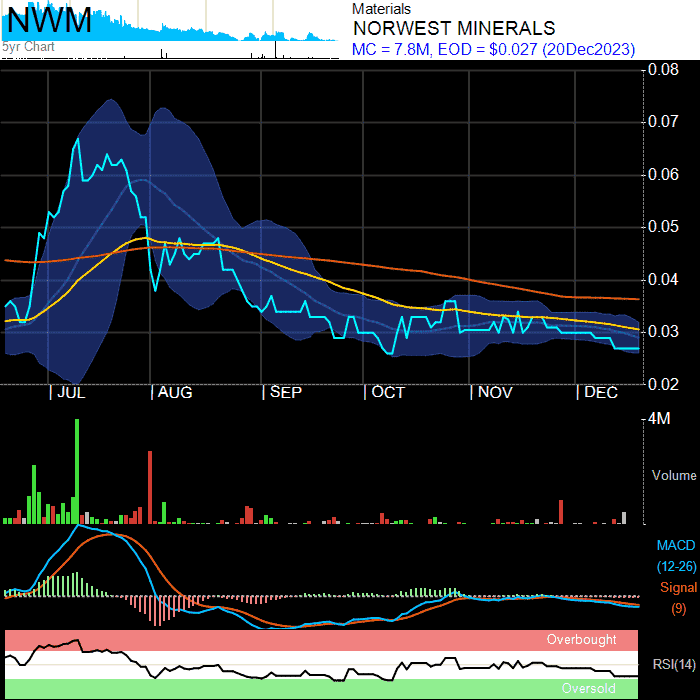 NWM
Materials
NORWEST MINERALS
5yr Chart
MC = 7.8M, EOD = $0.027 (20Dec2023)
0.08
0.07
0.06
0.05
0.04
0.03
0.02
| JUL | AUG | SEP | OCT | NOV | DEC
4M
Volume
MACD
(12-26)
Signal
(9)
Overbought
RSI(14)
Oversold